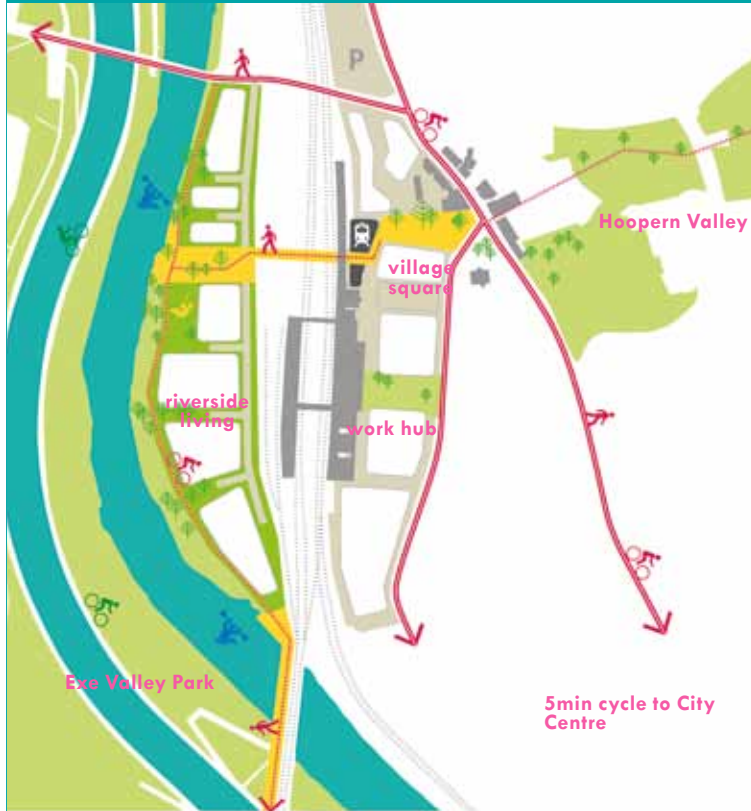 P
Hoopern Valley
village
square
riverside
living
work hub
Exe Valley Park
5min cycle to City
Centre